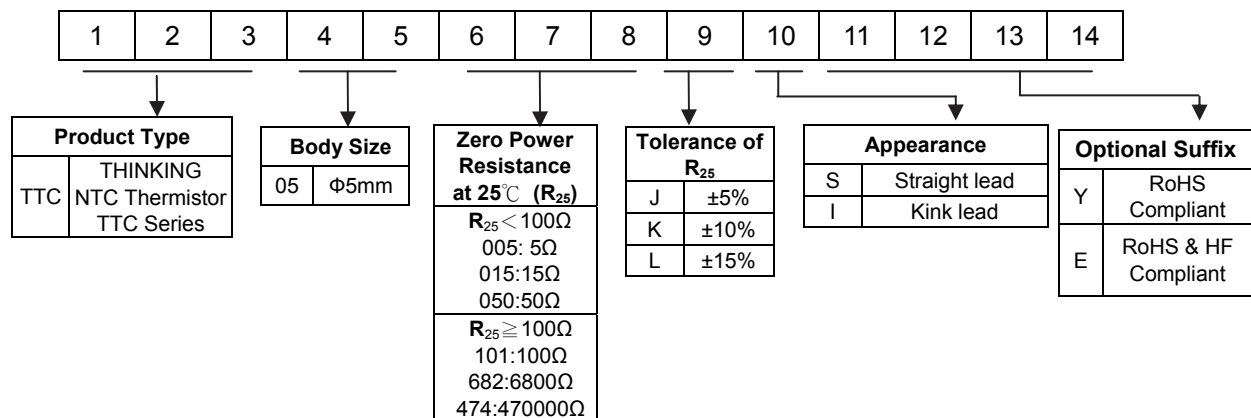 1 2 3 4 5 6 7 8 9 10 11 12 13 14
Product Type
TTC THINKING
NTC Thermistor
TTC Series
Body Size
05 Φ5mm
Zero Power
Resistance
at 25℃ (R25)
R25<100Ω
005: 5Ω
015:15Ω
050:50Ω
R25≧100Ω
101:100Ω
682:6800Ω
474:470000Ω
Tolerance of
R25
J ±5%
K ±10%
L ±15%
Appearance
S Straight lead
I Kink lead
Optional Suffix
Y RoHS
Compliant
E RoHS & HF
Compliant